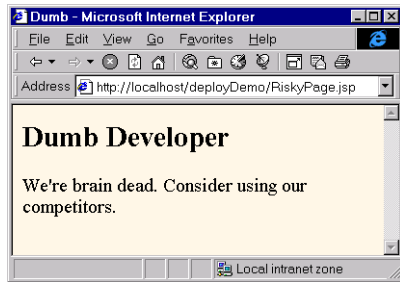 Dumb - Microsoft Internet Explorer
File Edit View Go Favorites Help
Address http://localhost/deployDemo/RiskyPage.jsp
Dumb Developer
We're brain dead. Consider using our
competitors.
Local intranet zone